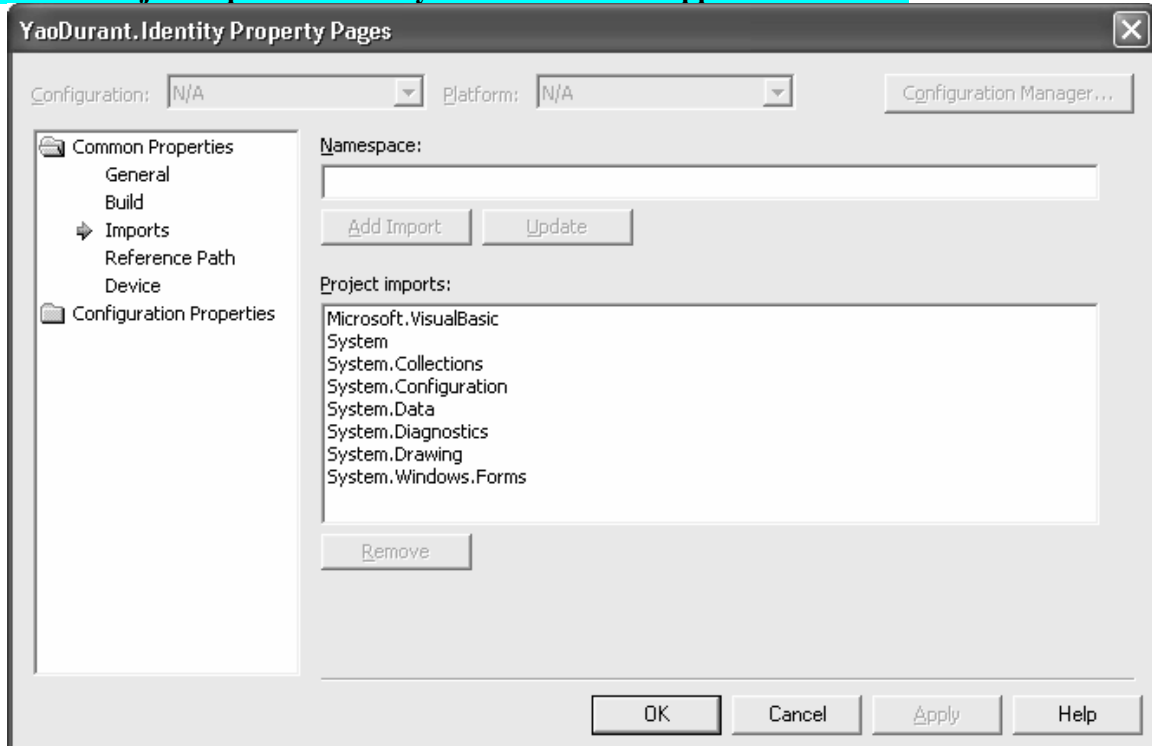 YaoDurant.Identity Property Pages
Configuration: N/A Platform: N/A Configuration Manager...
Common Properties
General
Build
Imports
Reference Path
Device
Configuration Properties
Namespace:
Add Import Update
Project imports:
Microsoft.VisualBasic
System
System.Collections
System.Configuration
System.Data
System.Diagnostics
System.Drawing
System.Windows.Forms
Remove
OK Cancel Apply Help